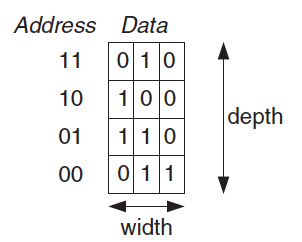 Address Data
11 0 1 0
10 1 0 0
depth
01 1 1 0
00 0 1 1
width